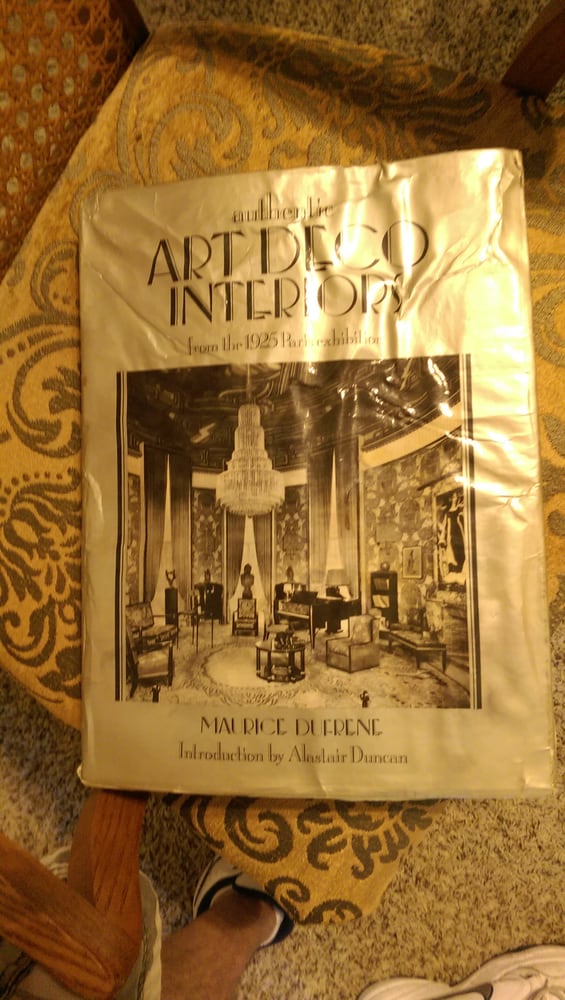 authentic
ART DECO
INTERIORS
from the 1925 Paris exhibition
MAURICE DUFRENE
Introduction by Alastair Duncan